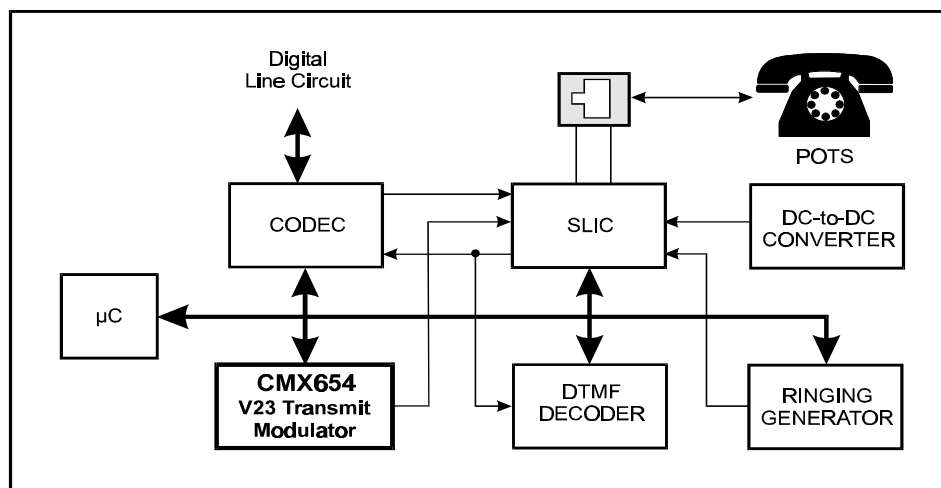 Digital
Line Circuit
POTS
CODEC
SLIC
DC-to-DC
CONVERTER
µC
CMX654
V23 Transmit
Modulator
DTMF
DECODER
RINGING
GENERATOR